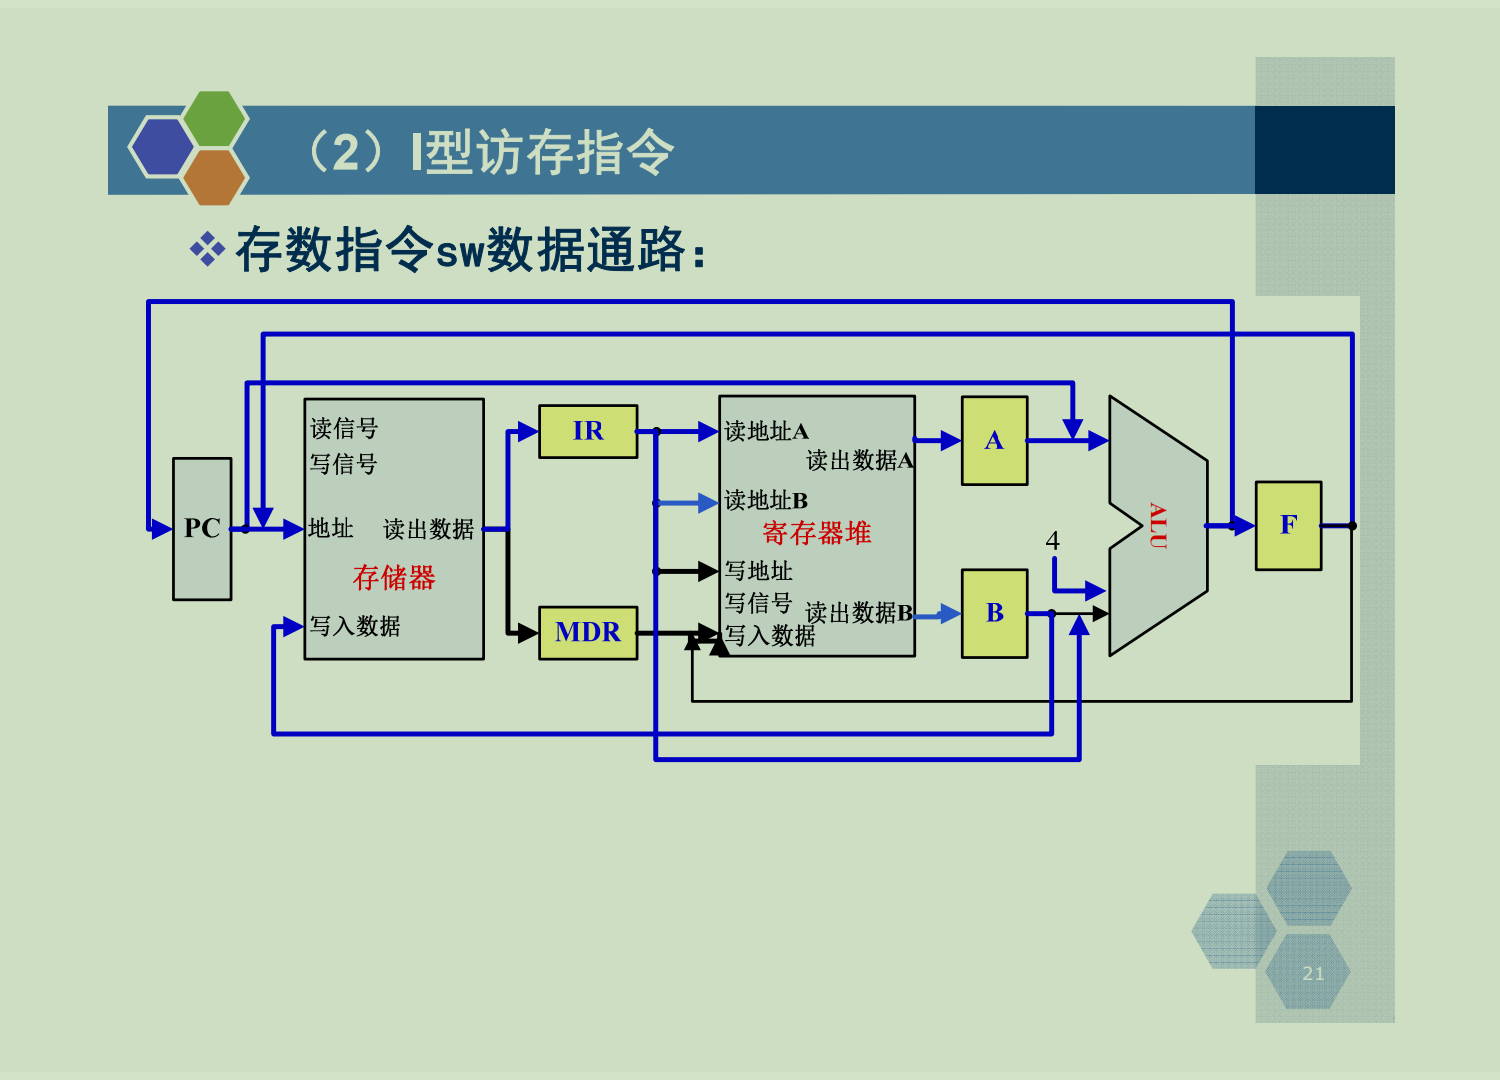 （2）I型访存指令
存数指令sw数据通路：
读信号
写信号
地址 读出数据
存储器
写入数据
PC
IR
MDR
读地址A
读出数据A
读地址B
寄存器堆
写地址
写信号
读出数据B
写入数据
A
B
4
ALU
F
21